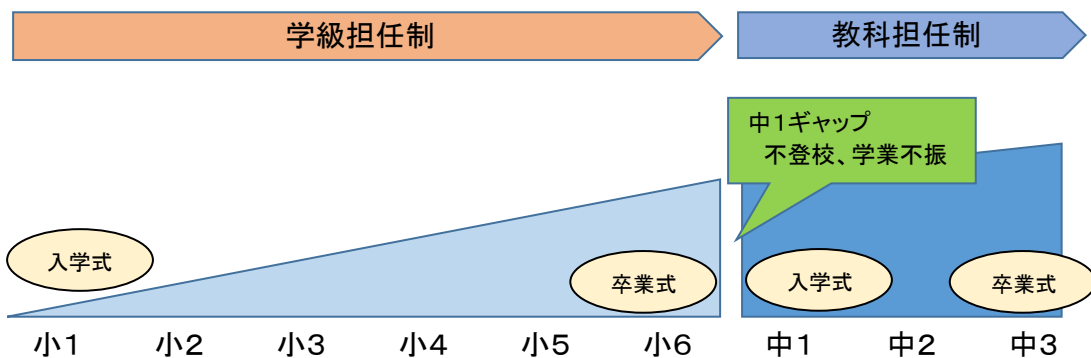 学級担任制
教科担任制
中1ギャップ
不登校、学業不振
入学式
卒業式
入学式
卒業式
小1
小2
小3
小4
小5
小6
中1
中2
中3